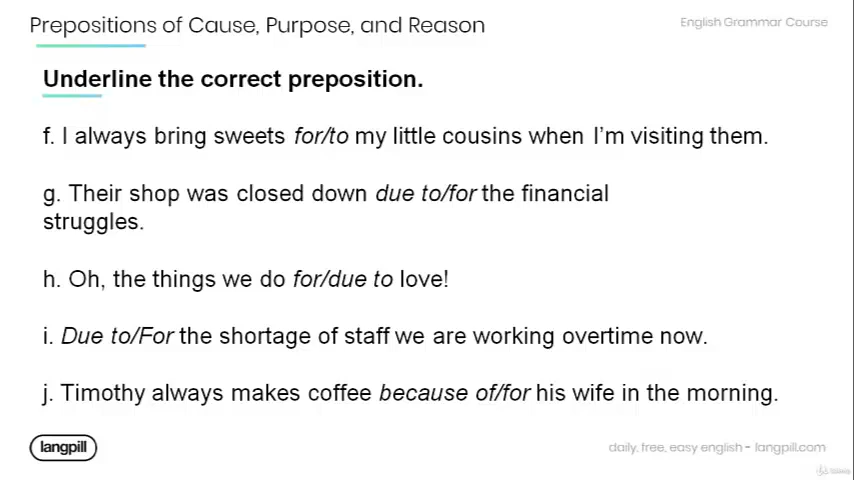 Prepositions of Cause, Purpose, and Reason
English Grammar Course
Underline the correct preposition.
f. I always bring sweets for/to my little cousins when I'm visiting them.
g. Their shop was closed down due to/for the financial
struggles.
h. Oh, the things we do for/due to love!
i. Due to/For the shortage of staff we are working overtime now.
j. Timothy always makes coffee because of/for his wife in the morning.
langpill
daily, free, easy english - langpill.com
Udemy